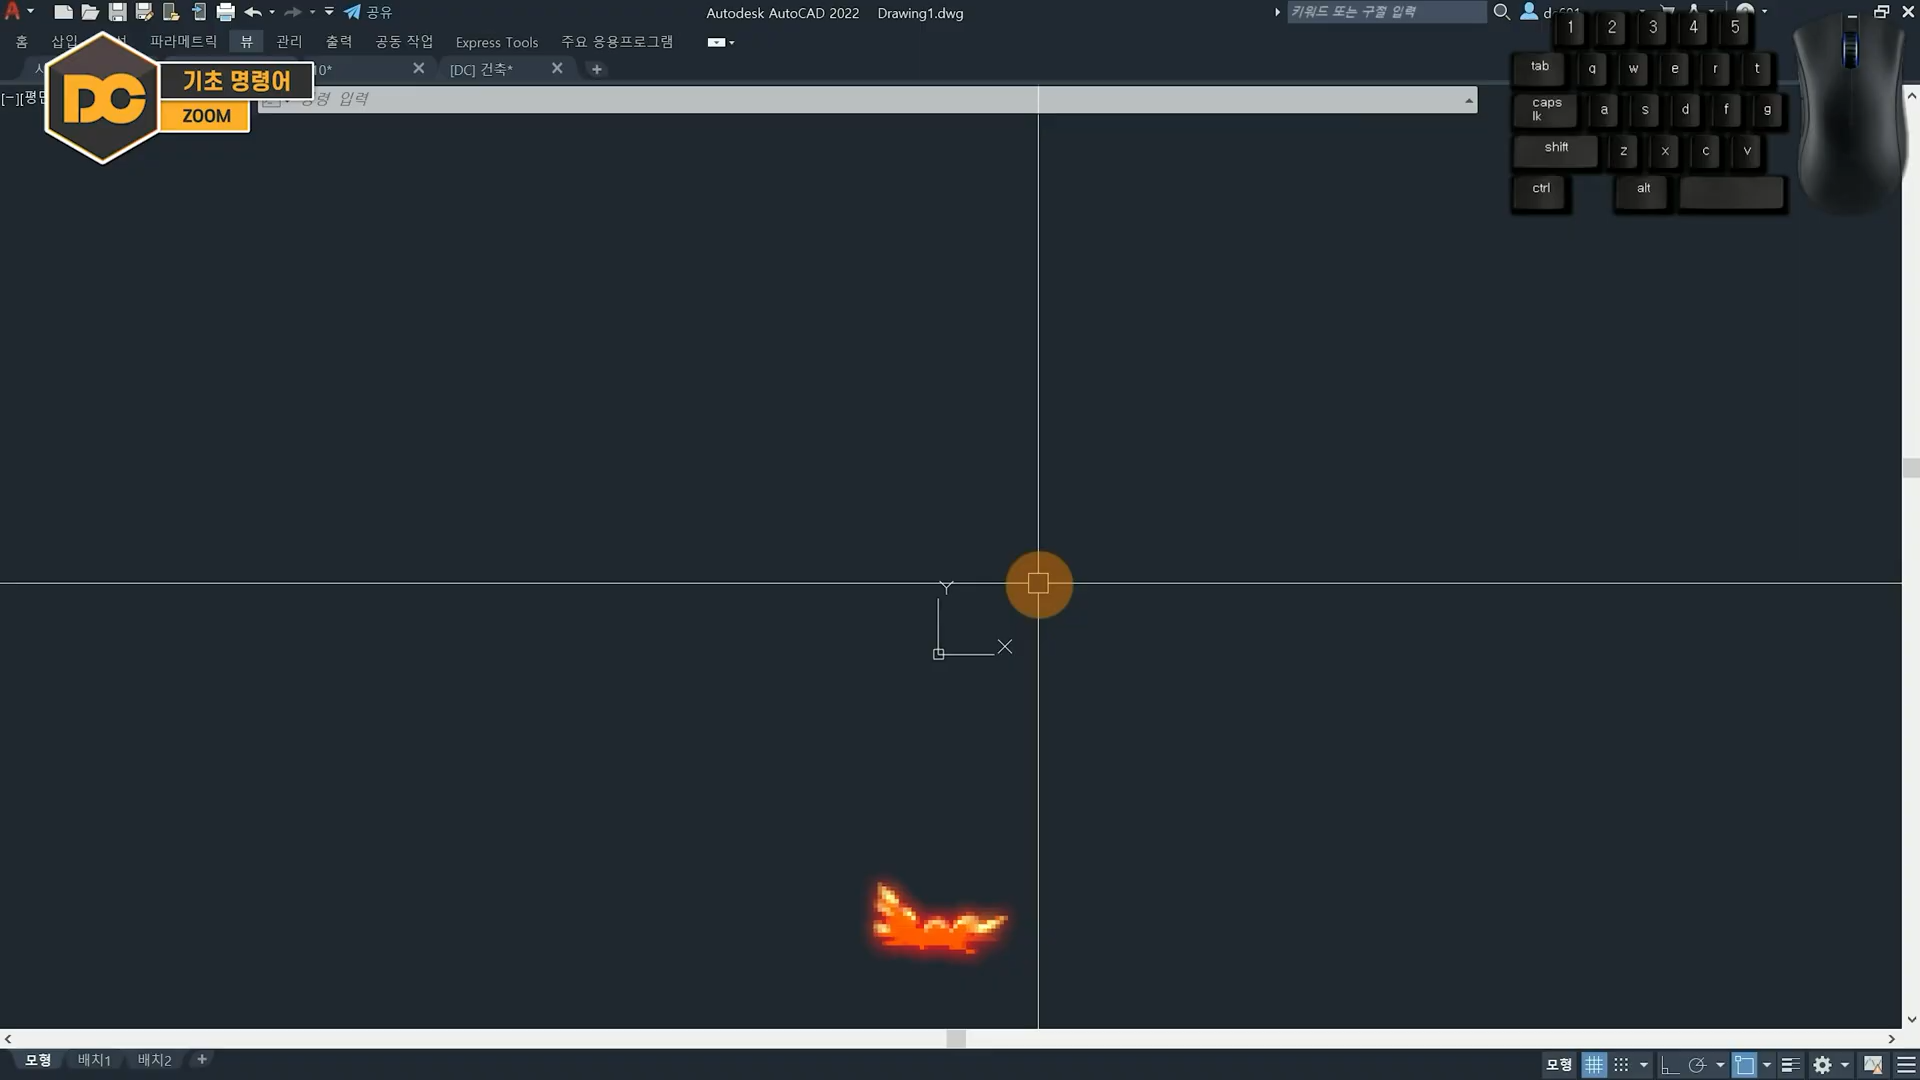 공유
Autodesk AutoCAD 2022 Drawing1.dwg
키워드 또는 구절 입력
홈 삽입 파라메트릭 뷰 관리 출력 공동 작업 Express Tools 주요 응용프로그램
[DC] 건축*
DC 기초 명령어
ZOOM
입력
1 2 3 4 5
tab q w e r t
caps lk a s d f g
shift z x c v
ctrl alt
Y
X
모형 배치1 배치2
모형